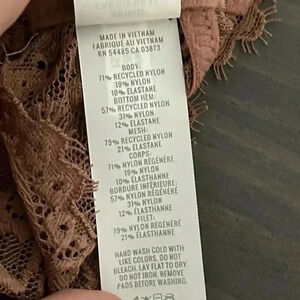 MADE IN VIETNAM
FABRIQUÉ AU VIETNAM
RN 54485 CA 03873
BODY:
71% RECYCLED NYLON
19% NYLON
10% ELASTANE
BOTTOM HEM:
57% RECYCLED NYLON
31% NYLON
12% ELASTANE
MESH:
79% RECYCLED NYLON
21% ELASTANE
CORPS:
71% NYLON RÉGÉNÉRÉ
19% NYLON
10% ÉLASTHANNE
BORDURE INFÉRIEURE:
57% NYLON RÉGÉNÉRÉ
31% NYLON
12% ÉLASTHANNE
FILET:
79% NYLON RÉGÉNÉRÉ
21% ÉLASTHANNE
HAND WASH COLD WITH
LIKE COLORS. DO NOT
BLEACH. LAY FLAT TO DRY.
DO NOT IRON. REMOVE
PADS BEFORE WASHING.